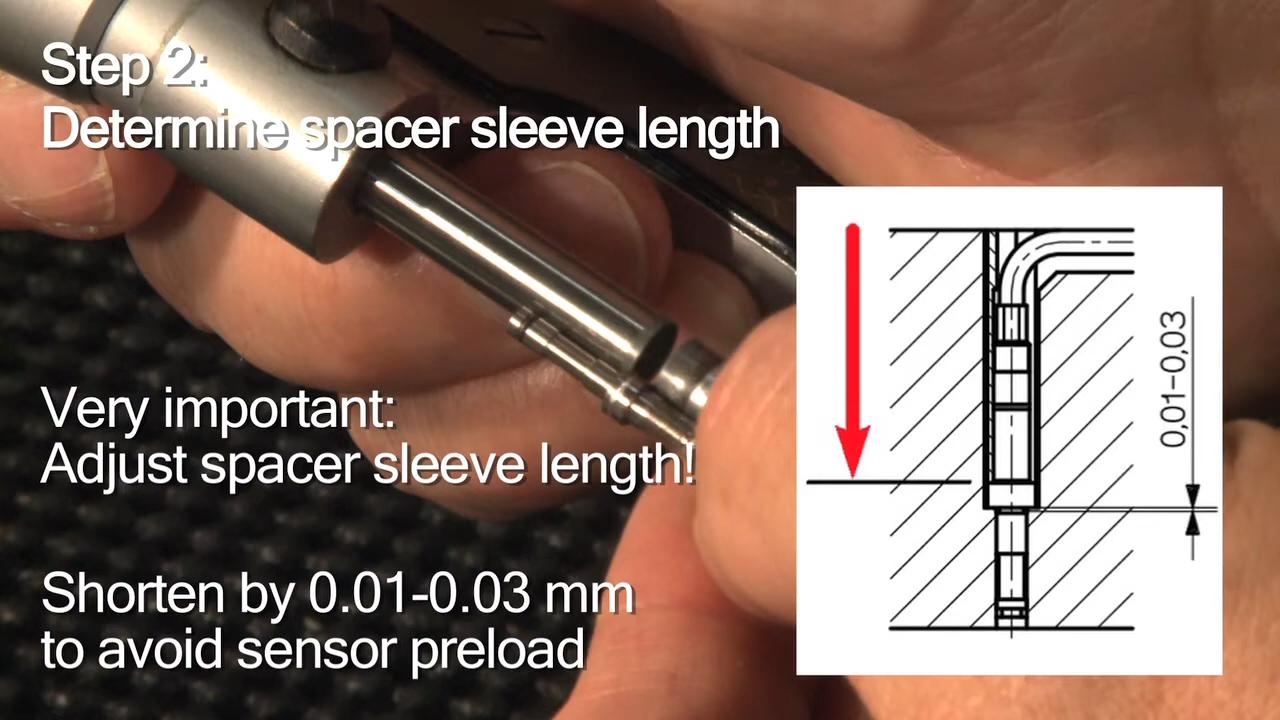 Step 2:
Determine spacer sleeve length
Very important:
Adjust spacer sleeve length!
Shorten by 0.01-0.03 mm
to avoid sensor preload
0,01-0,03